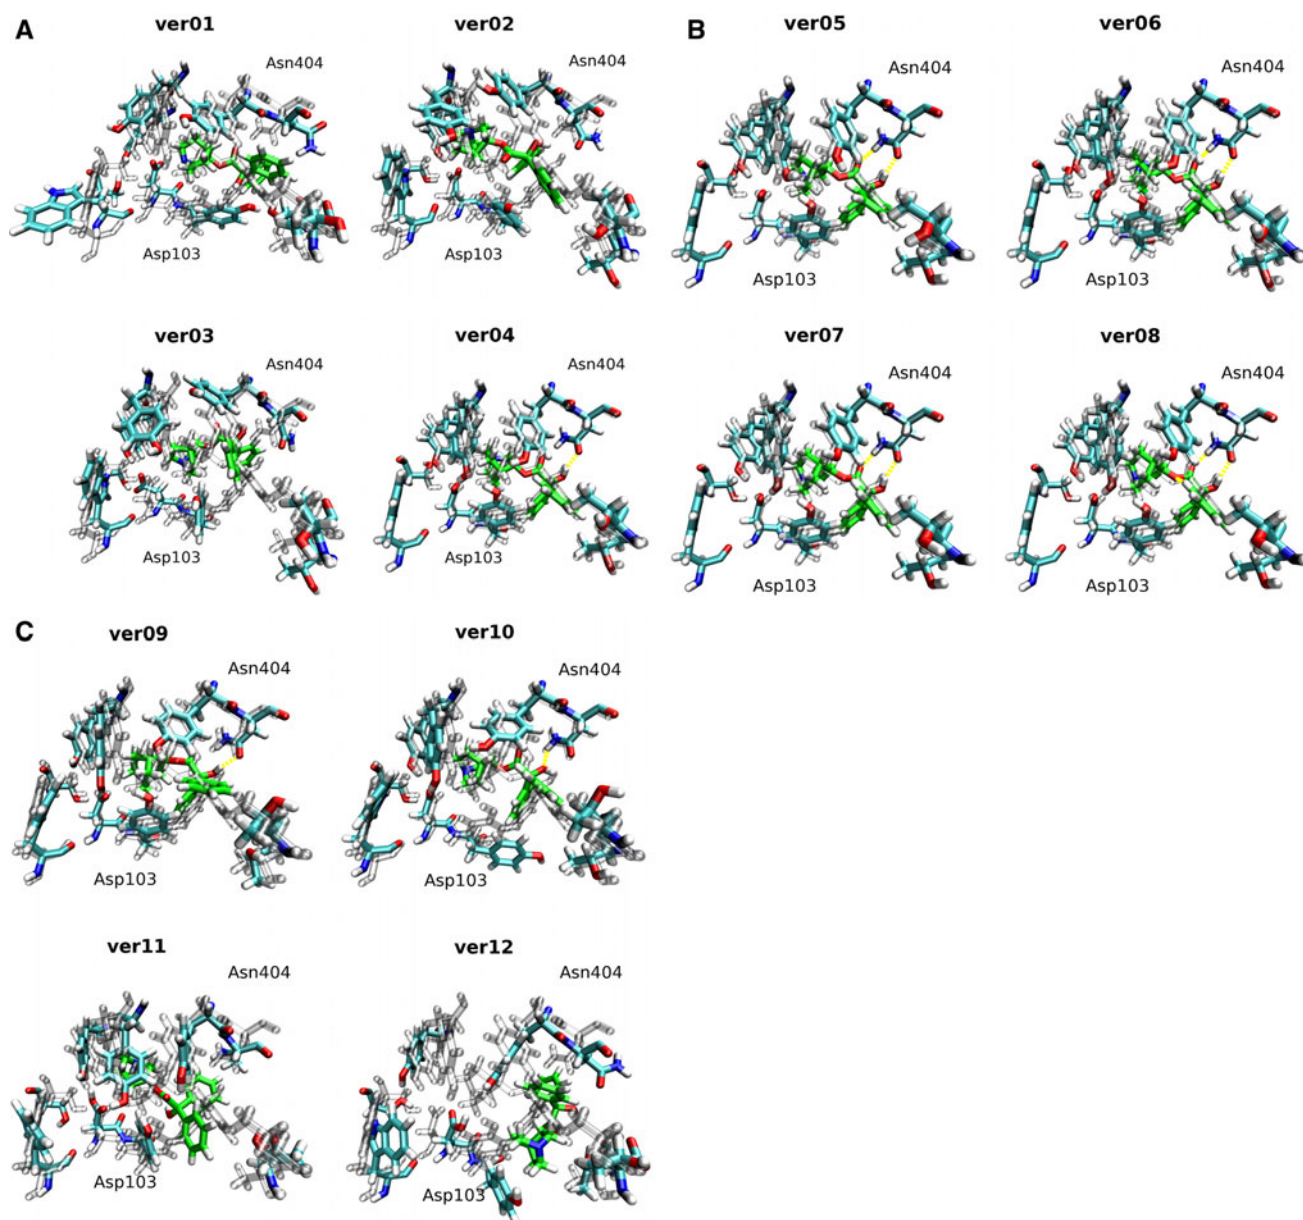 A
ver01
ver02
Asn404
Asn404
Asp103
Asp103
ver03
ver04
Asn404
Asn404
Asp103
Asp103
B
ver05
ver06
Asn404
Asn404
Asp103
Asp103
ver07
ver08
Asn404
Asn404
Asp103
Asp103
C
ver09
ver10
Asn404
Asn404
Asp103
Asp103
ver11
ver12
Asn404
Asn404
Asp103
Asp103